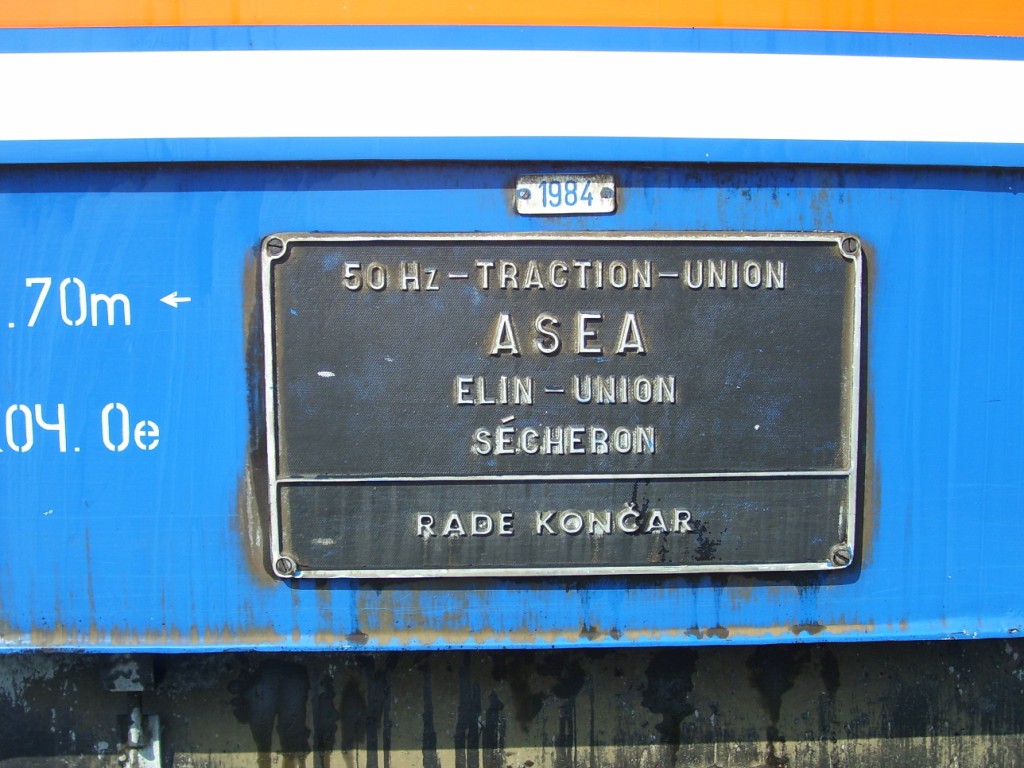 1984
50 Hz – TRACTION – UNION
ASEA
ELIN – UNION
SÉCHERON
RADE KONČAR
.70m ←
04. 0e